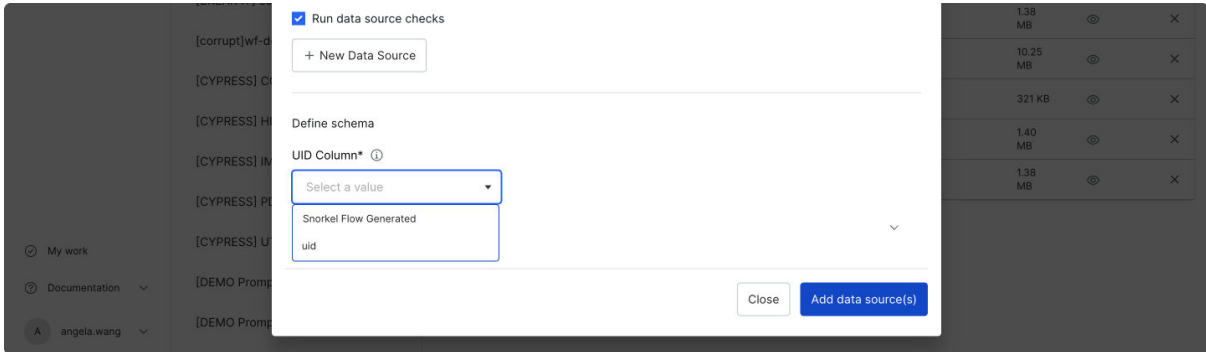 [corrupt]wf-d
[CYPRESS]
[CYPRESS]
[CYPRESS]
[CYPRESS]
[CYPRESS]
[DEMO Promp
[DEMO Promp
My work
Documentation
A angela.wang
Run data source checks
+ New Data Source
Define schema
UID Column*
Select a value
Snorkel Flow Generated
uid
Close
Add data source(s)
1.38
MB
10.25
MB
321 KB
1.40
MB
1.38
MB